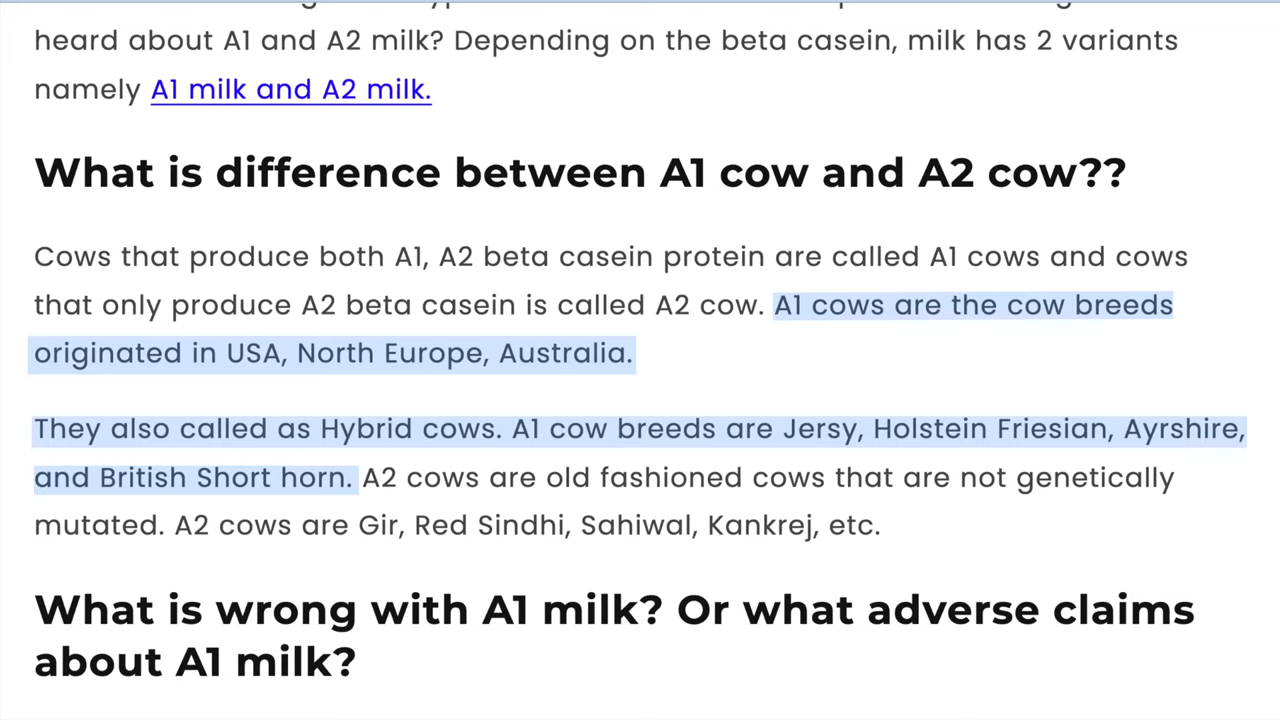 heard about A1 and A2 milk? Depending on the beta casein, milk has 2 variants
namely A1 milk and A2 milk.
What is difference between A1 cow and A2 cow??
Cows that produce both A1, A2 beta casein protein are called A1 cows and cows
that only produce A2 beta casein is called A2 cow. A1 cows are the cow breeds
originated in USA, North Europe, Australia.
They also called as Hybrid cows. A1 cow breeds are Jersy, Holstein Friesian, Ayrshire,
and British Short horn. A2 cows are old fashioned cows that are not genetically
mutated. A2 cows are Gir, Red Sindhi, Sahiwal, Kankrej, etc.
What is wrong with A1 milk? Or what adverse claims
about A1 milk?